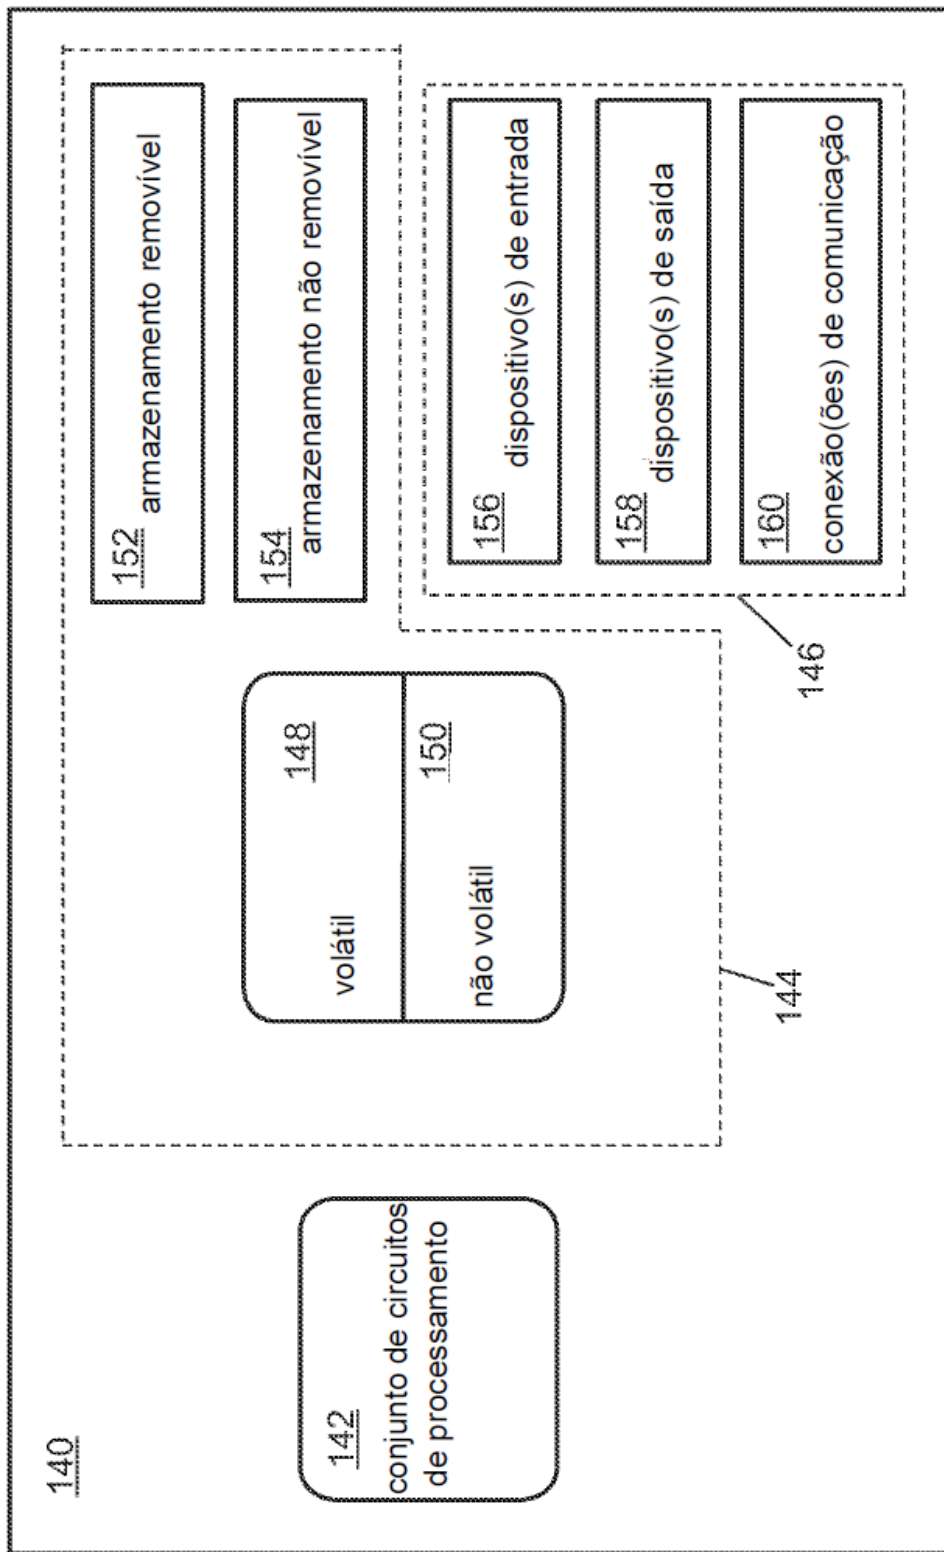 140
142
conjunto de circuitos
de processamento
148
volátil
150
não volátil
144
152
armazenamento removível
154
armazenamento não removível
156
dispositivo(s) de entrada
158
dispositivo(s) de saída
160
conexão(ões) de comunicação
146